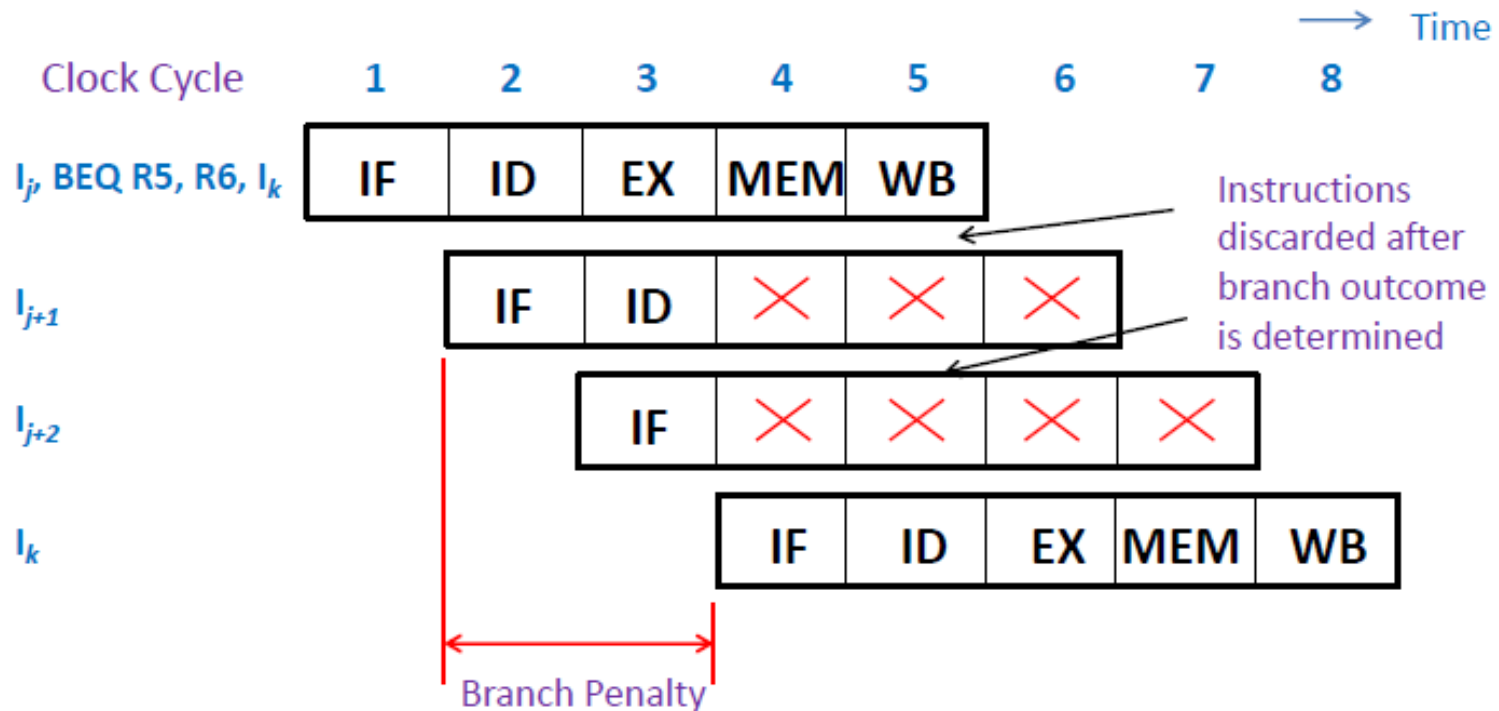 Time
Clock Cycle 1 2 3 4 5 6 7 8
Ij, BEQ R5, R6, Ik IF ID EX MEM WB
Instructions
discarded after
branch outcome
is determined
Ij+1 IF ID
Ij+2 IF
Ik IF ID EX MEM WB
Branch Penalty